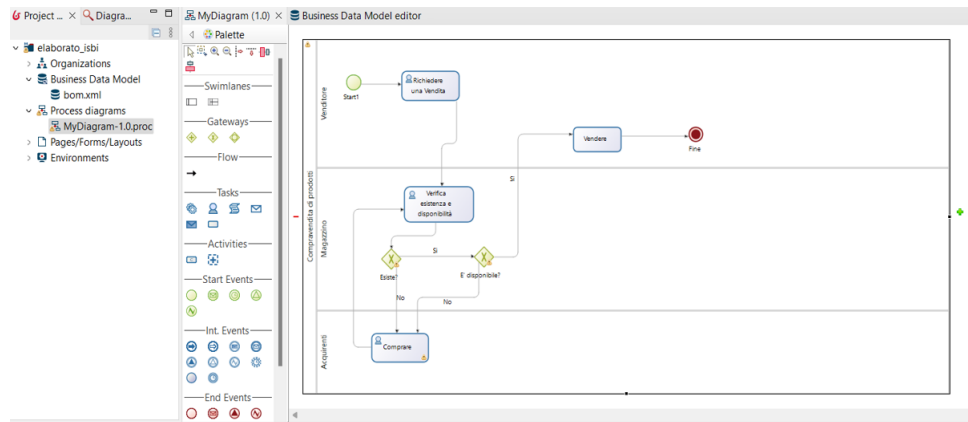 Project ...
Diagra...
MyDiagram (1.0)
Business Data Model editor
elaborato_isbi
Organizations
Business Data Model
bom.xml
Process diagrams
MyDiagram-1.0.proc
Pages/Forms/Layouts
Environments
Palette
Swimlanes
Gateways
Flow
Tasks
Activities
Start Events
Int. Events
End Events
Compravendita di prodotti
Venditore
Start1
Richiedere
una Vendita
Vendere
Fine
Si
Magazzino
Verifica
esistenza e
disponibilità
Esiste?
Si
E' disponibile?
No
No
Acquirenti
Comprare